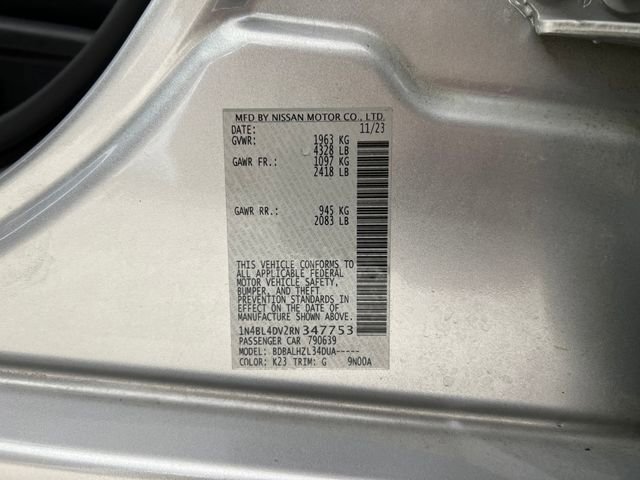 MFD BY NISSAN MOTOR CO., LTD.
DATE: 11/23
GVWR: 1963 KG
4328 LB
GAWR FR.: 1097 KG
2418 LB
GAWR RR.: 945 KG
2083 LB
THIS VEHICLE CONFORMS TO
ALL APPLICABLE FEDERAL
MOTOR VEHICLE SAFETY,
BUMPER, AND THEFT
PREVENTION STANDARDS IN
EFFECT ON THE DATE OF
MANUFACTURE SHOWN ABOVE.
1N4BL4DV2RN347753
PASSENGER CAR 790639
MODEL: BDBALHZL34DUA-----
COLOR: K23 TRIM: G 9N00A